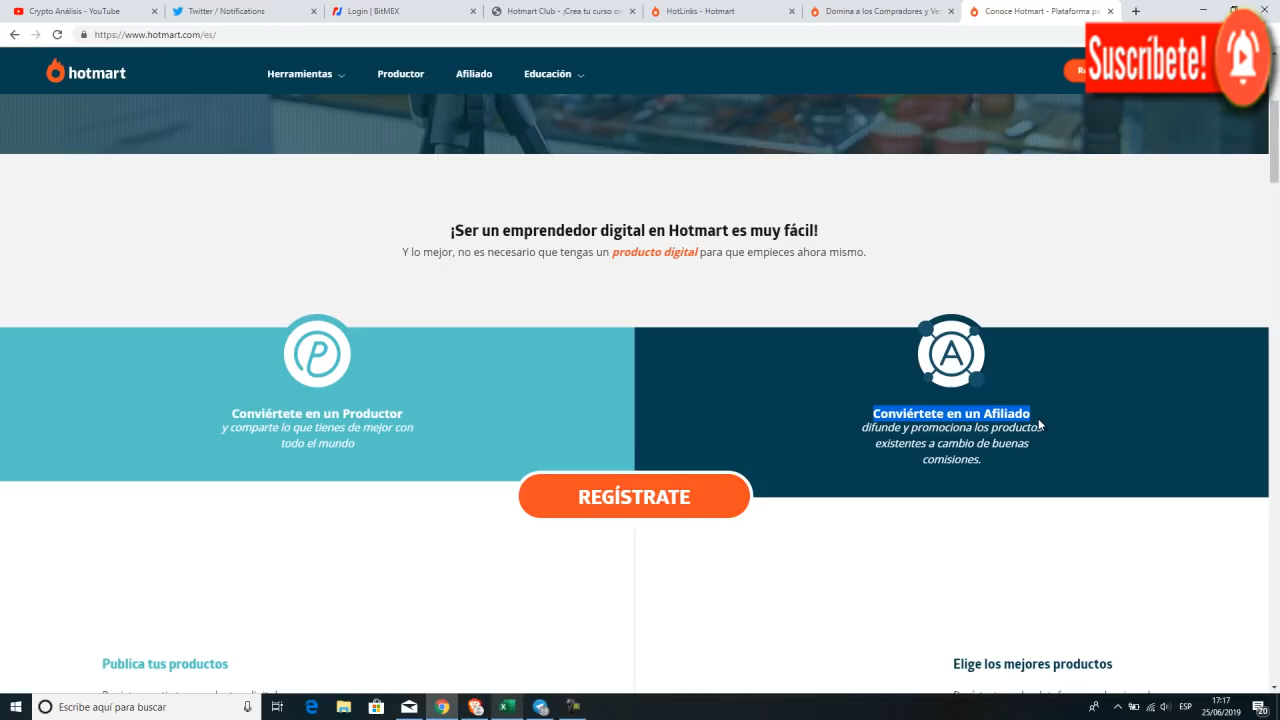 Crypto Análisis - YouTube
Twitter / Notifications
Login | BitMEX
Hotmart Club - ¡Crea tu curso on
HotLinks - Hotmart
Domina a los Compradores y Ve
Conoce Hotmart - Plataforma pa
https://www.hotmart.com/es/
hotmart
Herramientas
Productor
Afiliado
Educación
Suscríbete!
¡Ser un emprendedor digital en Hotmart es muy fácil!
Y lo mejor, no es necesario que tengas un producto digital para que empieces ahora mismo.
P
A
Conviértete en un Productor
y comparte lo que tienes de mejor con
todo el mundo
Conviértete en un Afiliado
difunde y promociona los productos
existentes a cambio de buenas
comisiones.
REGÍSTRATE
Publica tus productos
Elige los mejores productos
Escribe aquí para buscar
ESP
17:17
25/06/2019
20